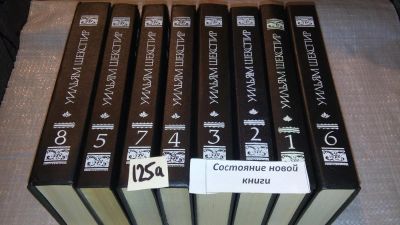 УИЛЬЯМ ШЕКСПИР
8
УИЛЬЯМ ШЕКСПИР
5
УИЛЬЯМ ШЕКСПИР
7
УИЛЬЯМ ШЕКСПИР
4
УИЛЬЯМ ШЕКСПИР
3
УИЛЬЯМ ШЕКСПИР
2
УИЛЬЯМ ШЕКСПИР
1
УИЛЬЯМ ШЕКСПИР
6
125а
Состояние новой
книги